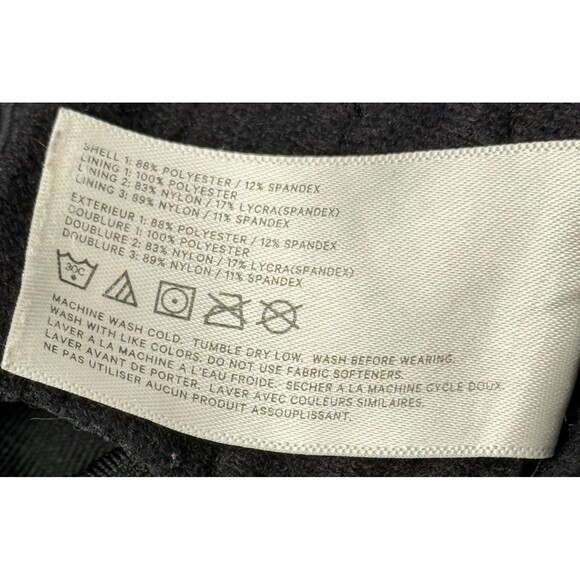 SHELL 1: 88% POLYESTER / 12% SPANDEX
LINING 1: 100% POLYESTER
LINING 2: 83% NYLON / 17% LYCRA(SPANDEX)
LINING 3: 89% NYLON / 11% SPANDEX
EXTERIEUR 1: 88% POLYESTER / 12% SPANDEX
DOUBLURE 1: 100% POLYESTER
DOUBLURE 2: 83% NYLON / 17% LYCRA(SPANDEX)
DOUBLURE 3: 89% NYLON / 11% SPANDEX
30C
MACHINE WASH COLD. TUMBLE DRY LOW. WASH BEFORE WEARING.
WASH WITH LIKE COLORS. DO NOT USE FABRIC SOFTENERS.
LAVER A LA MACHINE A L'EAU FROIDE. SECHER A LA MACHINE CYCLE DOUX.
LAVER AVANT DE PORTER. LAVER AVEC COULEURS SIMILAIRES.
NE PAS UTILISER AUCUN PRODUIT ASSOUPLISSANT.